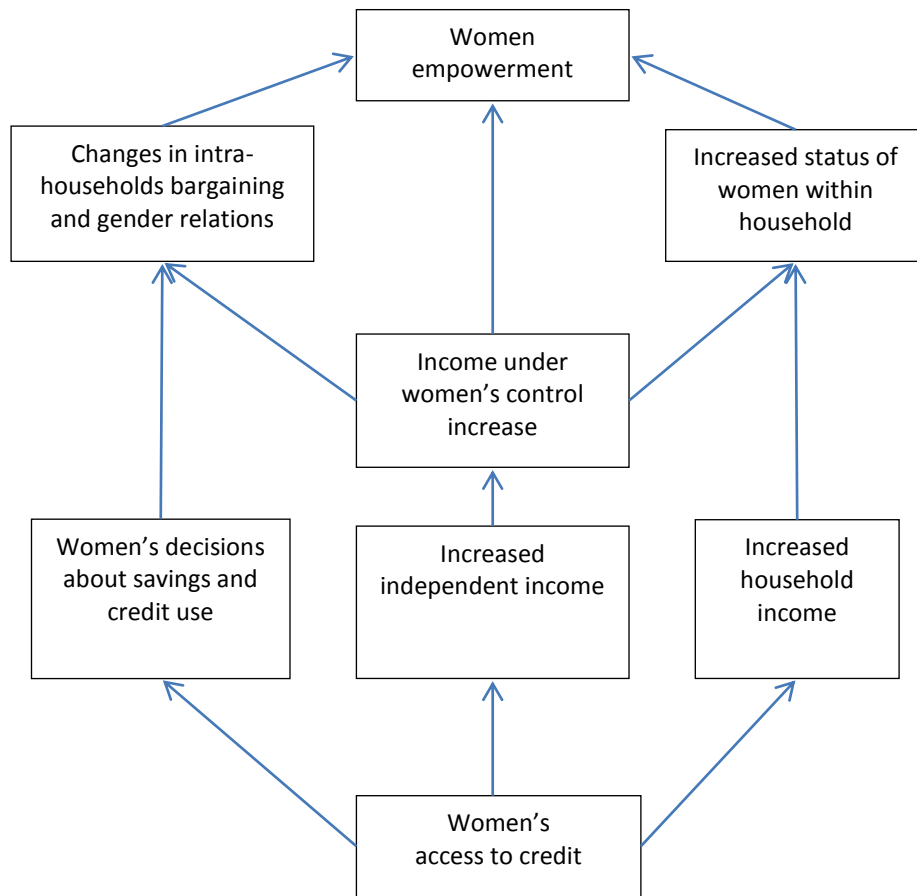 Women
empowerment
Changes in intra-
households bargaining
and gender relations
Increased status of
women within
household
Income under
women’s control
increase
Women’s decisions
about savings and
credit use
Increased
independent income
Increased
household
income
Women’s
access to credit